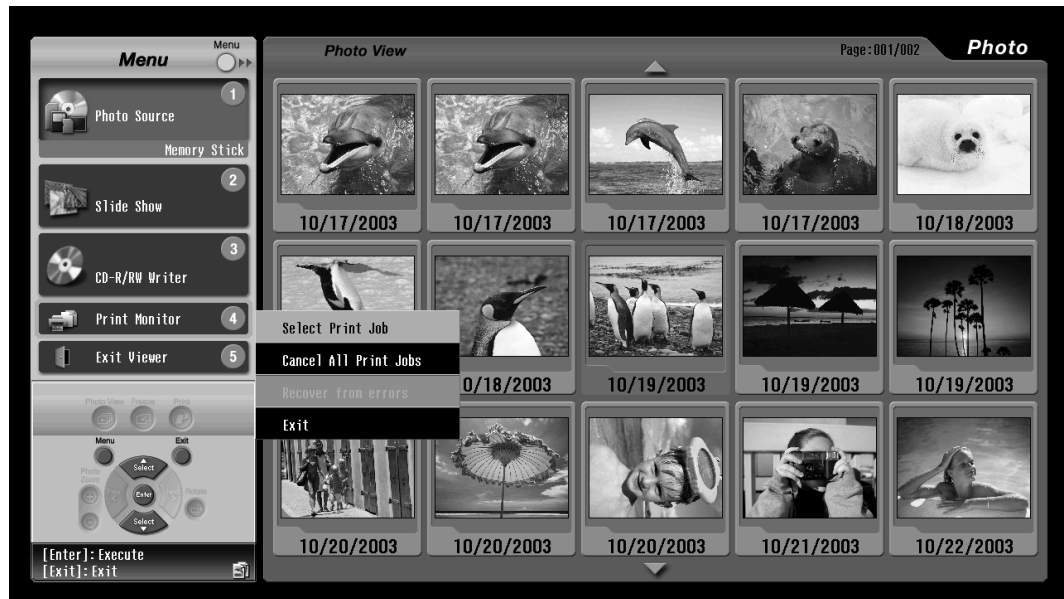 Menu
Menu
Photo View
Page:001/002
Photo
1
Photo Source
Memory Stick
2
Slide Show
3
CD-R/RW Writer
Print Monitor
4
Exit Viewer
5
Select Print Job
Cancel All Print Jobs
Recover from errors
Exit
10/17/2003
10/17/2003
10/17/2003
10/17/2003
10/18/2003
0/18/2003
10/19/2003
10/19/2003
10/19/2003
10/20/2003
10/20/2003
10/20/2003
10/21/2003
10/22/2003
Photo View
Freeze
Print
Menu
Exit
Photo
Zoom
Select
Enter
Rotate
Select
[Enter]: Execute
[Exit]: Exit